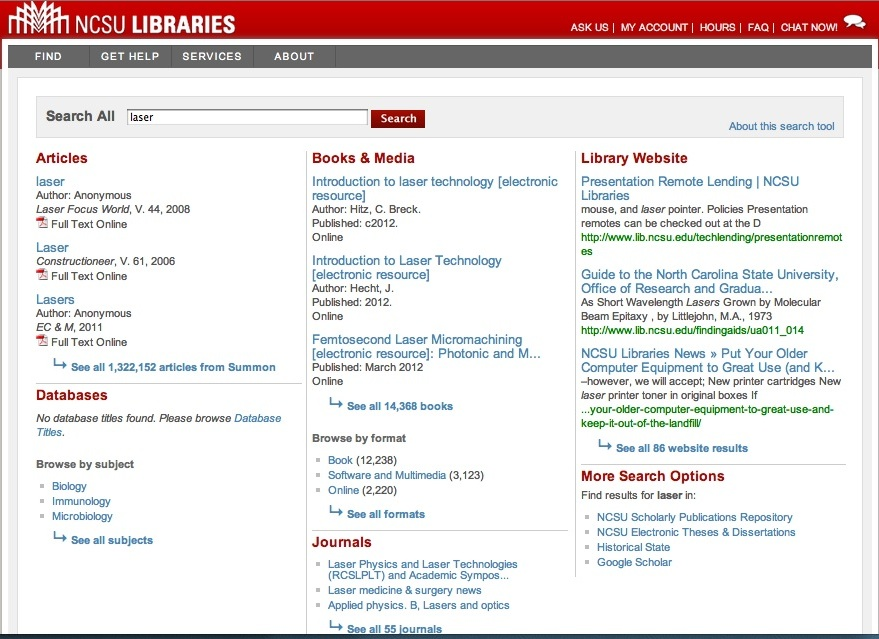 NCSU LIBRARIES
ASK US | MY ACCOUNT | HOURS | FAQ | CHAT NOW!
FIND GET HELP SERVICES ABOUT
Search All laser Search
About this search tool
Articles
laser
Author: Anonymous
Laser Focus World, V. 44, 2008
Full Text Online
Laser
Constructioneer, V. 61, 2006
Full Text Online
Lasers
Author: Anonymous
EC & M, 2011
Full Text Online
See all 1,322,152 articles from Summon
Databases
No database titles found. Please browse Database
Titles.
Browse by subject
Biology
Immunology
Microbiology
See all subjects
Books & Media
Introduction to laser technology [electronic
resource]
Author: Hitz, C. Breck.
Published: c2012.
Online
Introduction to Laser Technology
[electronic resource]
Author: Hecht, J.
Published: 2012.
Online
Femtosecond Laser Micromachining
[electronic resource]: Photonic and M...
Published: March 2012
Online
See all 14,368 books
Browse by format
Book (12,238)
Software and Multimedia (3,123)
Online (2,220)
See all formats
Journals
Laser Physics and Laser Technologies
(RCSLPLT) and Academic Sympos...
Laser medicine & surgery news
Applied physics. B, Lasers and optics
See all 55 journals
Library Website
Presentation Remote Lending | NCSU
Libraries
mouse, and laser pointer. Policies Presentation
remotes can be checked out at the D
http://www.lib.ncsu.edu/techlending/presentationremot
es
Guide to the North Carolina State University,
Office of Research and Gradua...
As Short Wavelength Lasers Grown by Molecular
Beam Epitaxy , by Littlejohn, M.A., 1973
http://www.lib.ncsu.edu/findingaids/ua011_014
NCSU Libraries News » Put Your Older
Computer Equipment to Great Use (and K...
—however, we will accept; New printer cartridges New
laser printer toner in original boxes If
...your-older-computer-equipment-to-great-use-and-
keep-it-out-of-the-landfill/
See all 86 website results
More Search Options
Find results for laser in:
NCSU Scholarly Publications Repository
NCSU Electronic Theses & Dissertations
Historical State
Google Scholar